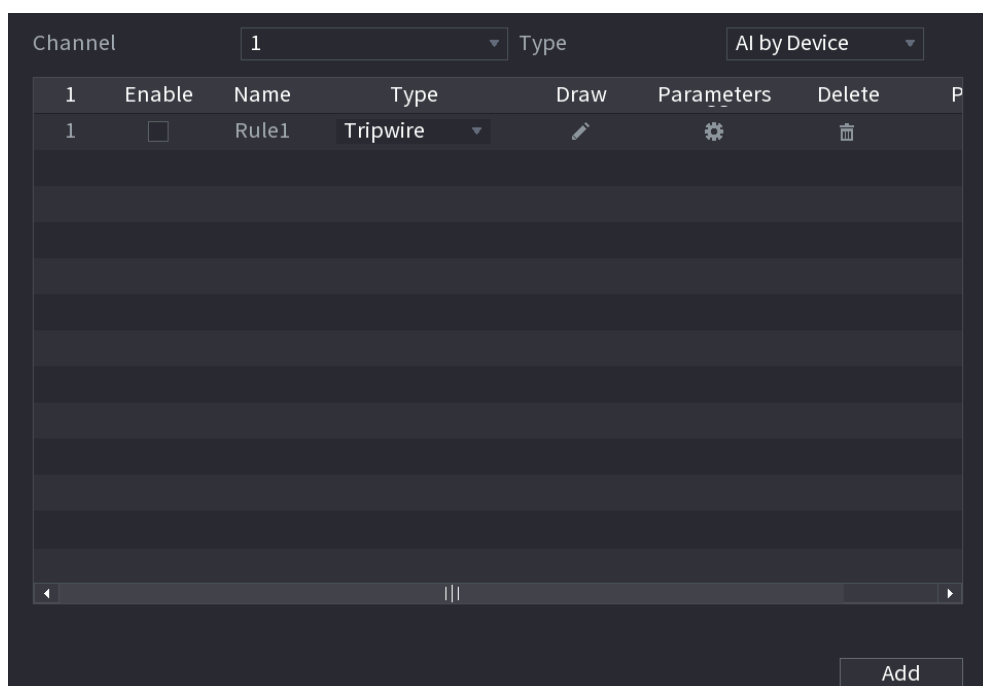 Channel 1 Type AI by Device
1 Enable Name Type Draw Parameters Delete P
1 Rule1 Tripwire
Add